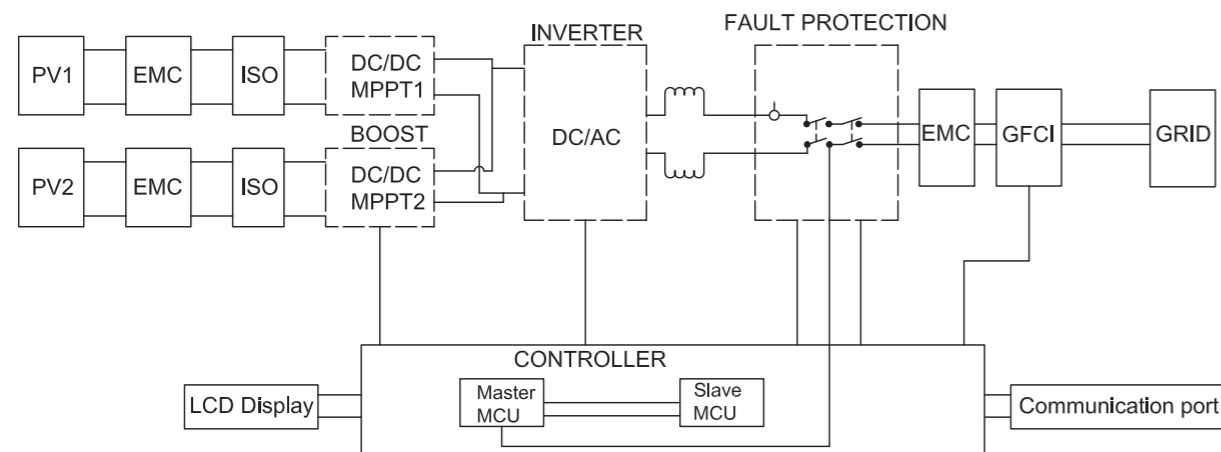 INVERTER
FAULT PROTECTION
PV1
EMC
ISO
DC/DC
MPPT1
BOOST
PV2
EMC
ISO
DC/DC
MPPT2
DC/AC
EMC
GFCI
GRID
CONTROLLER
LCD Display
Master
MCU
Slave
MCU
Communication port